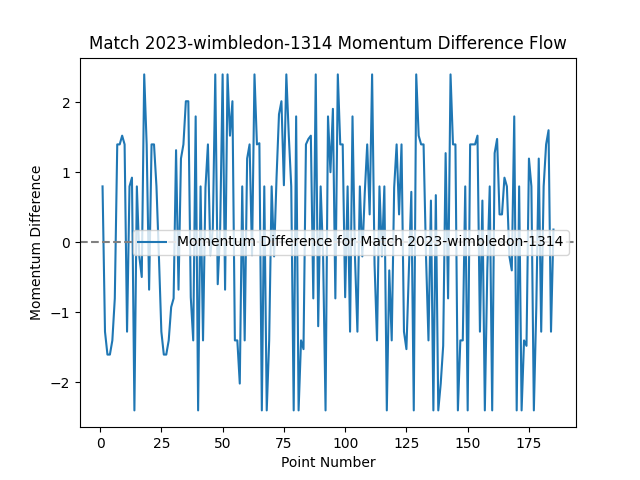 Match 2023-wimbledon-1314 Momentum Difference Flow
Momentum Difference
2
1
0
−1
−2
Momentum Difference for Match 2023-wimbledon-1314
0 25 50 75 100 125 150 175
Point Number